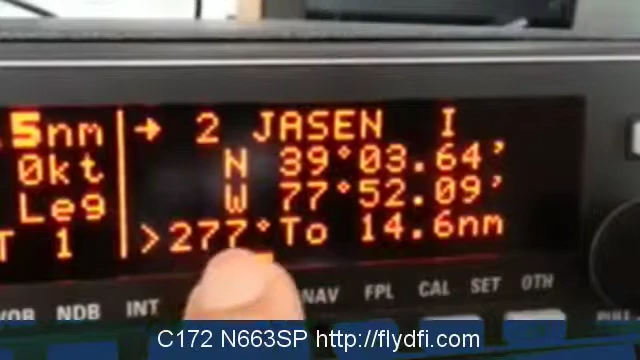 .5nm → 2 JASEN I
0kt N 39°03.64'
Leg W 77°52.09'
T 1 >277°To 14.6nm
VOR NDB INT NAV FPL CAL SET OTH
PULL
C172 N663SP http://flydfi.com